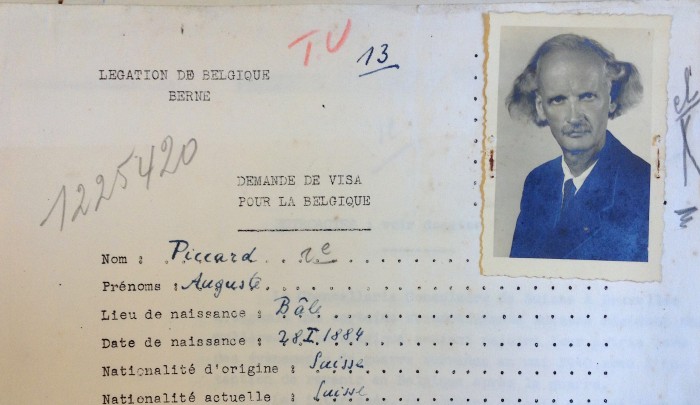 TU
13
LEGATION DE BELGIQUE
BERNE
1225420
DEMANDE DE VISA
POUR LA BELGIQUE
Nom : Piccard
Prénoms : Auguste
Lieu de naissance : Bâle
Date de naissance : 28 I 1884
Nationalité d'origine : Suisse
Nationalité actuelle : Suisse